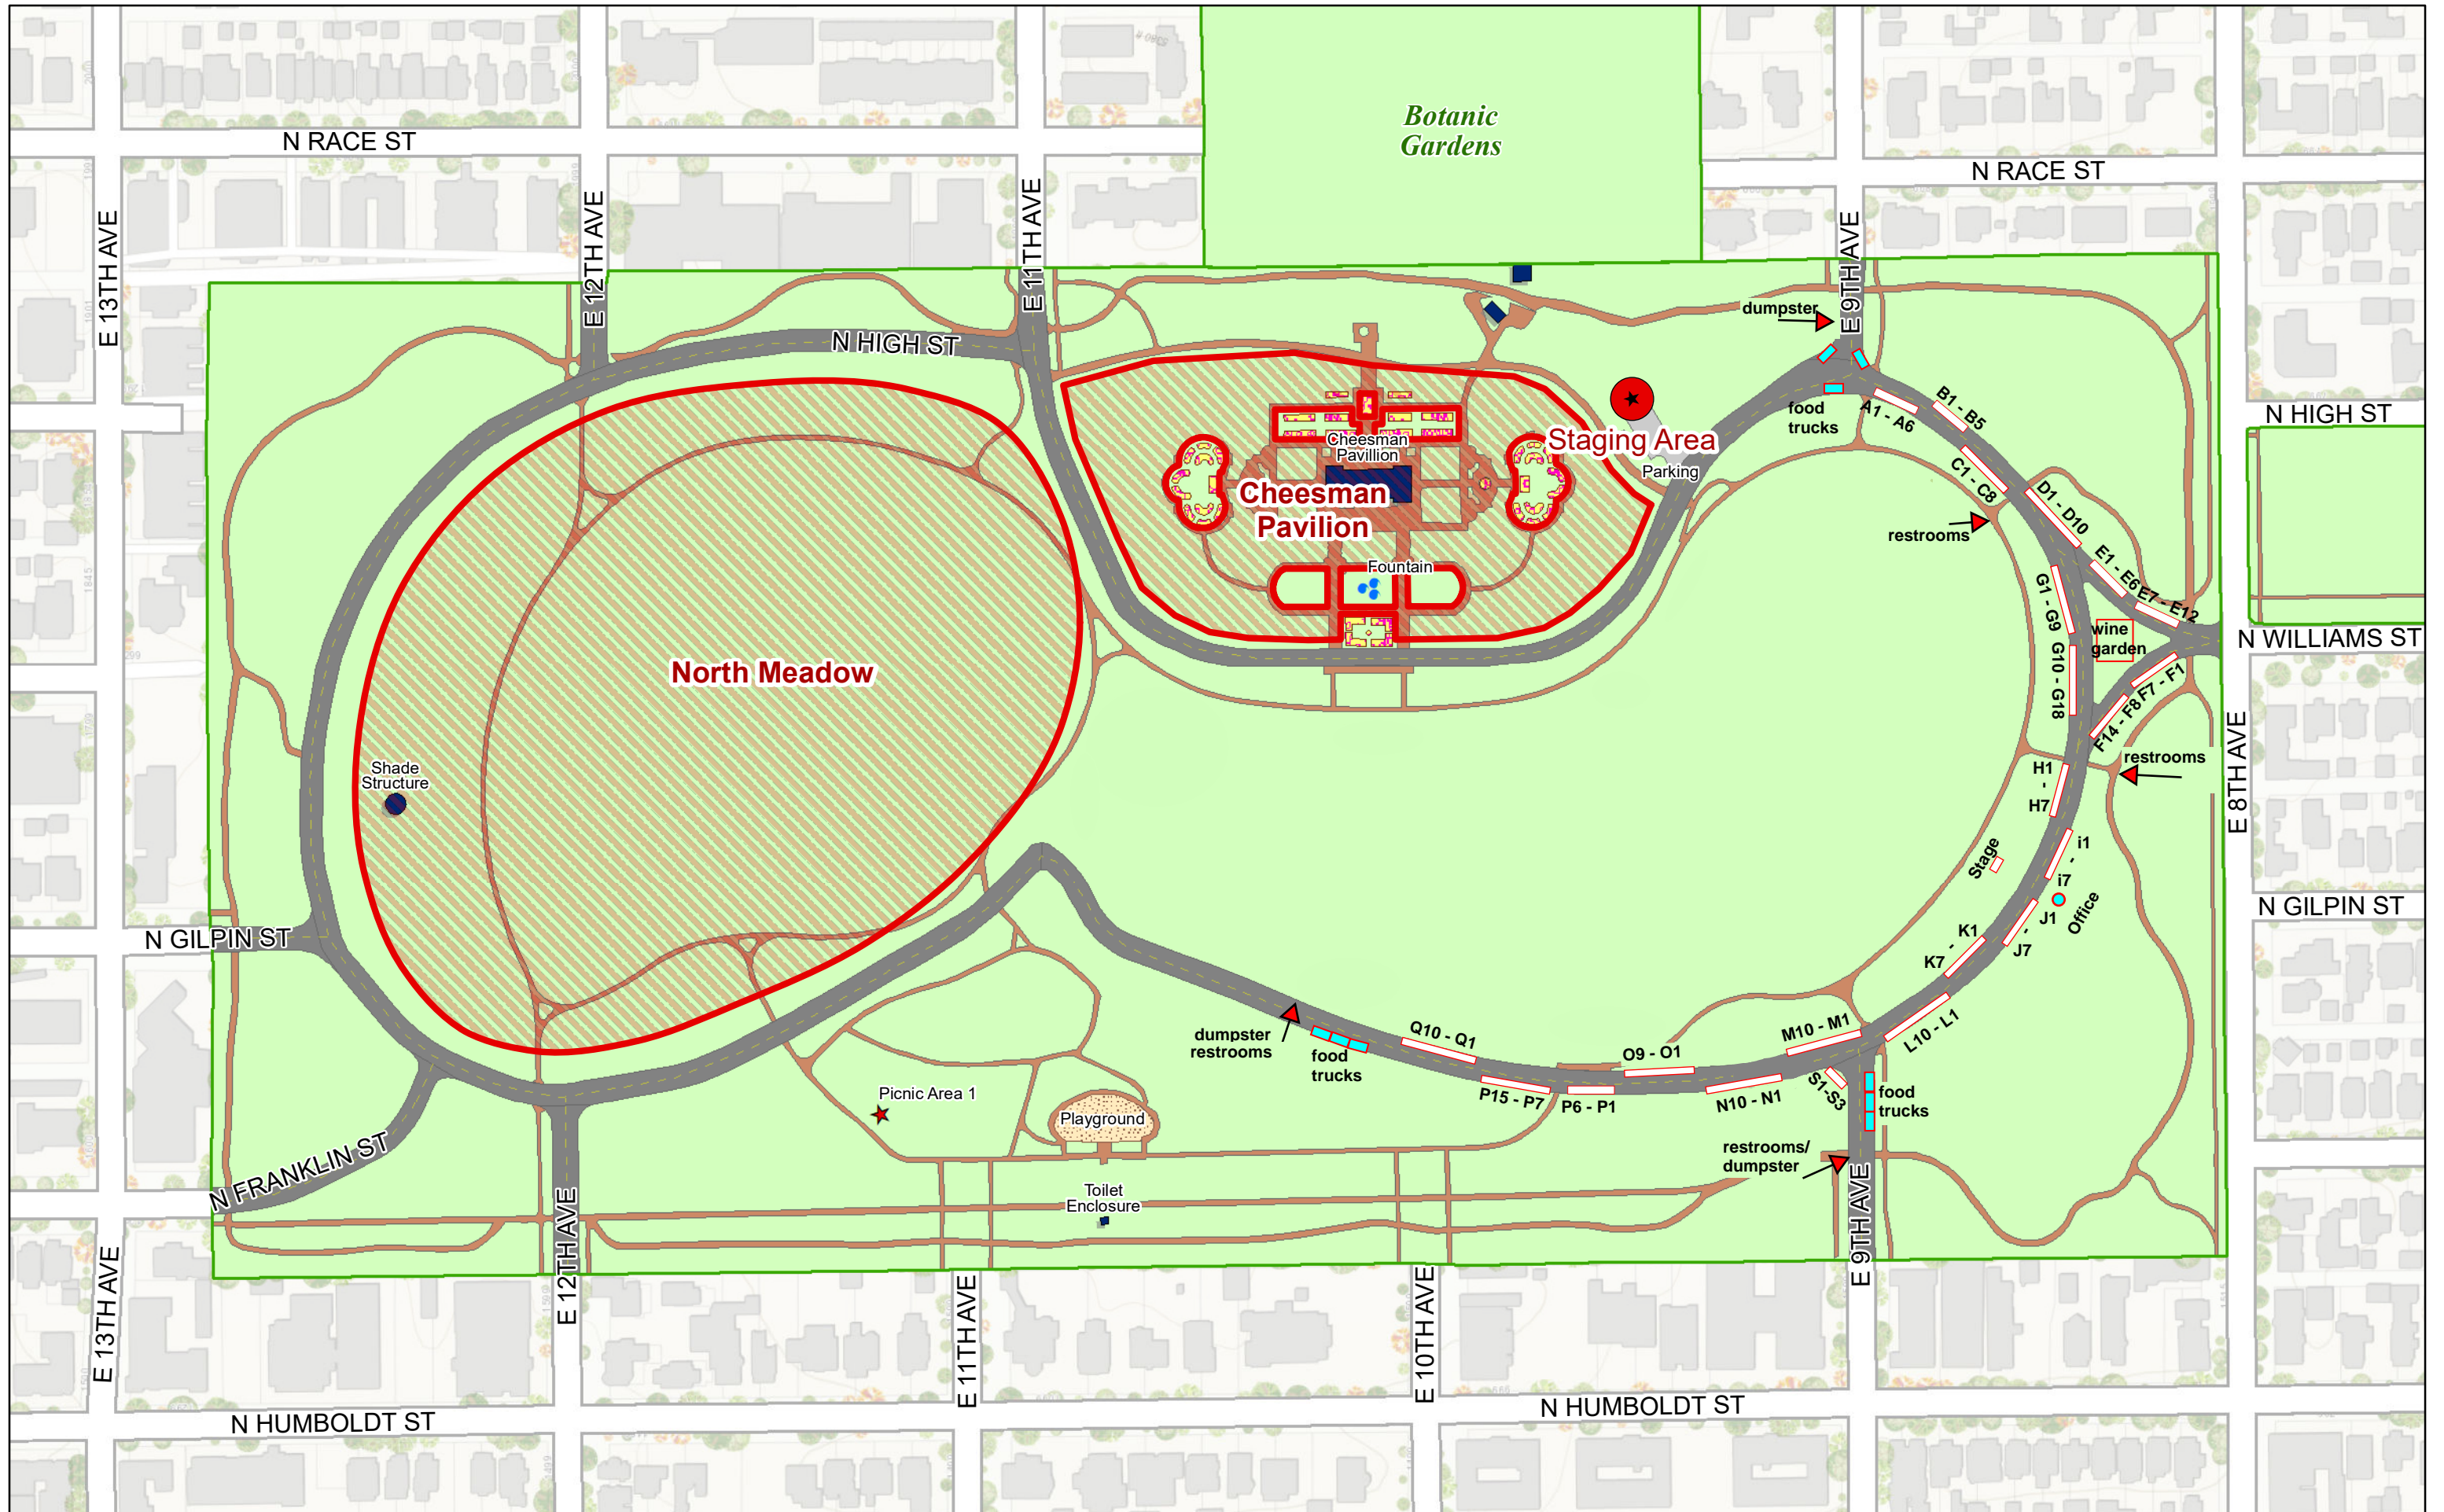 Botanic
Gardens
N RACE ST
N RACE ST
E 13TH AVE
E 12TH AVE
E 11TH AVE
E 9TH AVE
dumpster
N HIGH ST
N HIGH ST
food
trucks
A1 - A6
B1 - B5
C1 - C8
D1 - D10
E1 - E6
E7 - E12
Staging Area
Parking
Cheesman
Pavillion
Cheesman
Pavilion
Fountain
restrooms
G1 - G9
G10 - G18
wine
garden
N WILLIAMS ST
F7 - F1
F14 - F8
North Meadow
Shade
Structure
restrooms
E 8TH AVE
H1
-
H7
Stage
i1
-
i7
Office
J1
-
J7
K1
-
K7
N GILPIN ST
N GILPIN ST
L10 - L1
M10 - M1
O9 - O1
Q10 - Q1
dumpster
restrooms
food
trucks
P15 - P7
P6 - P1
N10 - N1
S1-S3
food
trucks
Picnic Area 1
Playground
restrooms/
dumpster
N FRANKLIN ST
Toilet
Enclosure
E 13TH AVE
E 12TH AVE
E 11TH AVE
E 10TH AVE
E 9TH AVE
N HUMBOLDT ST
N HUMBOLDT ST